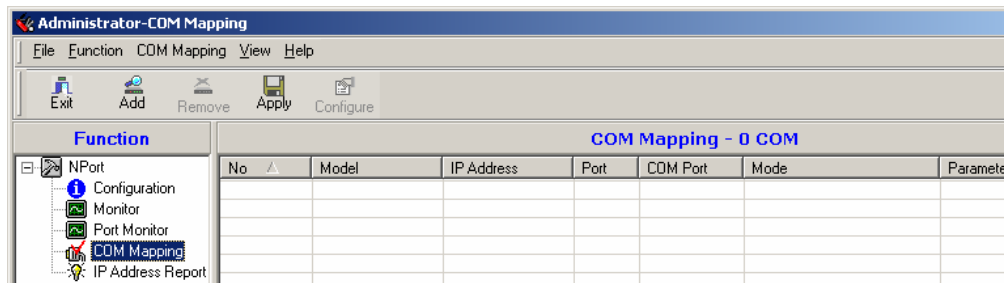 Administrator-COM Mapping
File Function COM Mapping View Help
Exit Add Remove Apply Configure
Function
COM Mapping - 0 COM
NPort
Configuration
Monitor
Port Monitor
COM Mapping
IP Address Report
No Model IP Address Port COM Port Mode Paramete